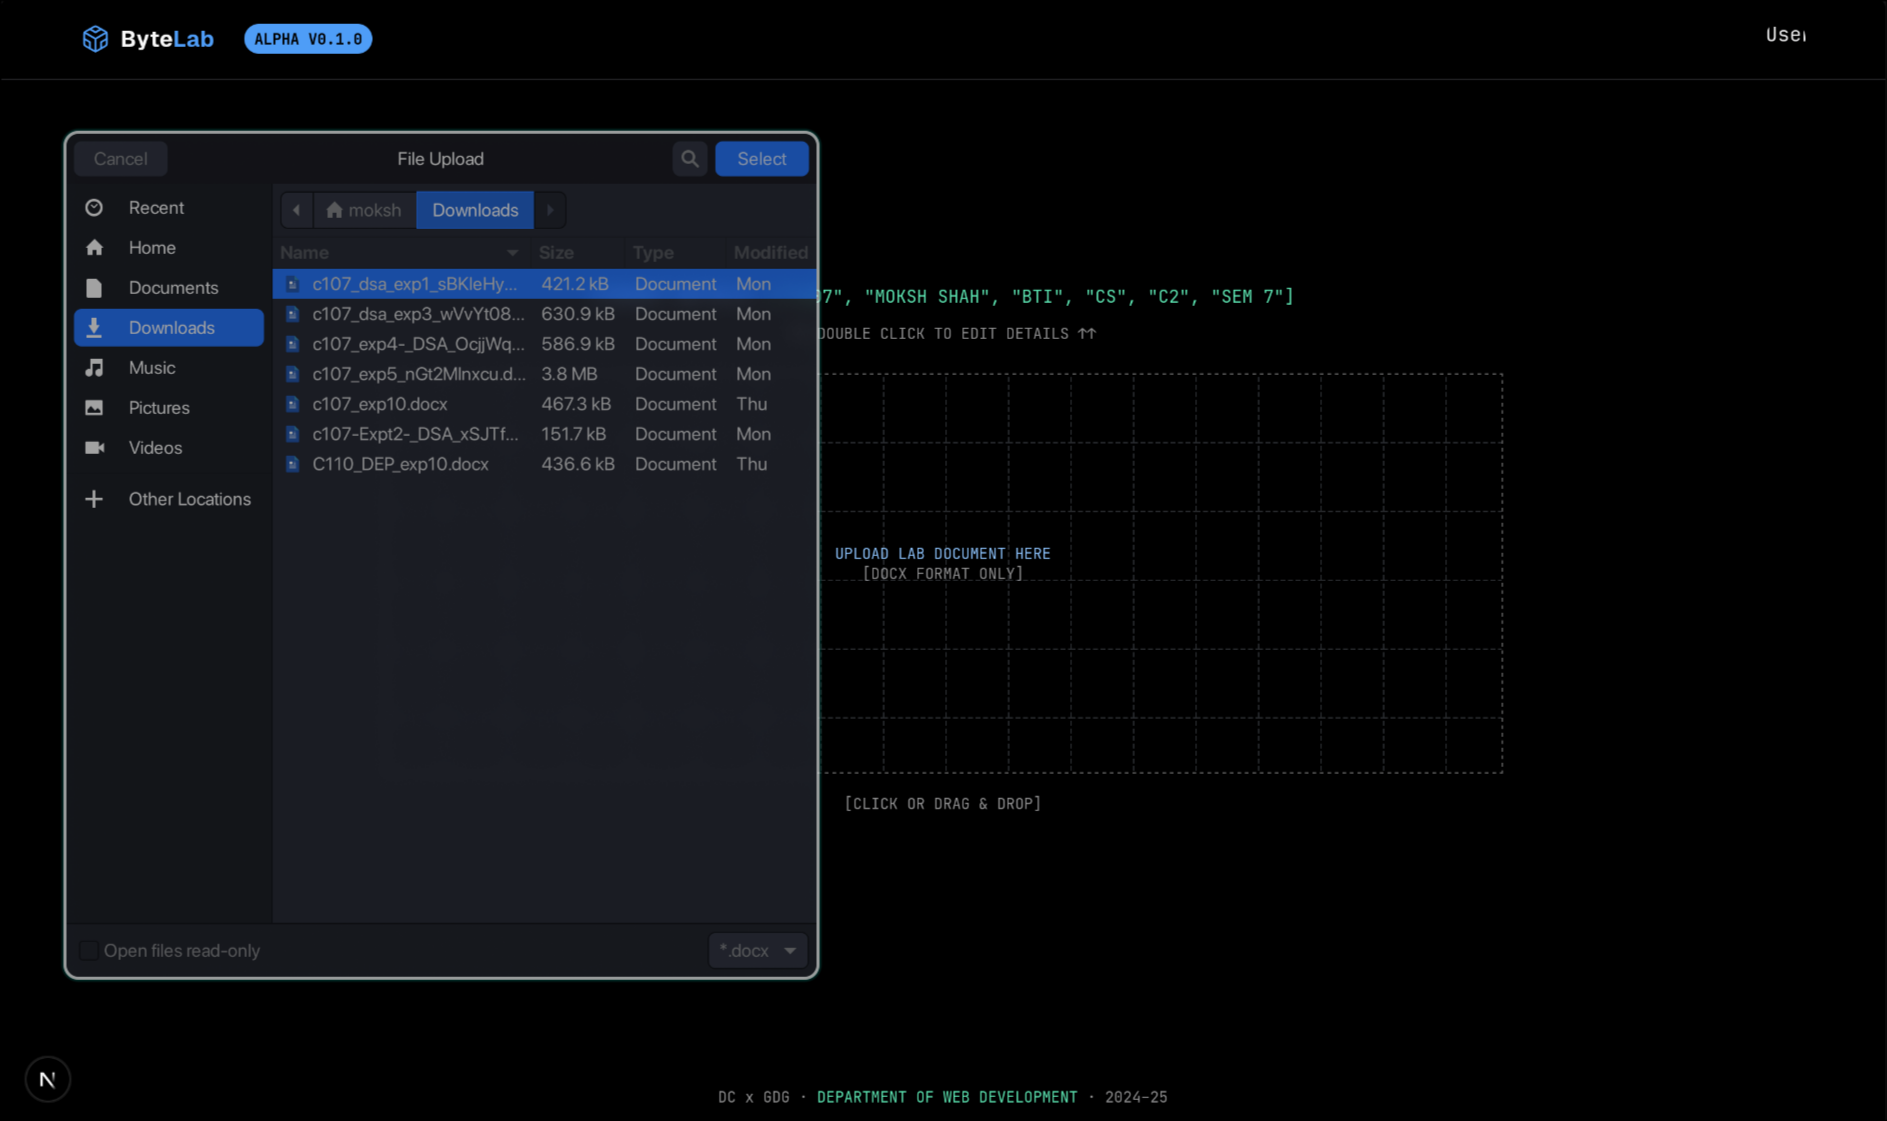 ByteLab
ALPHA V0.1.0
User
Cancel
File Upload
Select
Recent
Home
Documents
Downloads
Music
Pictures
Videos
Other Locations
moksh
Downloads
Name Size Type Modified
c107_dsa_exp1_sBKleHy... 421.2 kB Document Mon
c107_dsa_exp3_wVvYt08... 630.9 kB Document Mon
c107_exp4-_DSA_OcjjWq... 586.9 kB Document Mon
c107_exp5_nGt2Mlnxcu.d... 3.8 MB Document Mon
c107_exp10.docx 467.3 kB Document Thu
c107-Expt2-_DSA_xSJTf... 151.7 kB Document Mon
C110_DEP_exp10.docx 436.6 kB Document Thu
Open files read-only
*.docx
7", "MOKSH SHAH", "BTI", "CS", "C2", "SEM 7"]
DOUBLE CLICK TO EDIT DETAILS ↑↑
UPLOAD LAB DOCUMENT HERE
[DOCX FORMAT ONLY]
[CLICK OR DRAG & DROP]
N
DC x GDG · DEPARTMENT OF WEB DEVELOPMENT · 2024-25